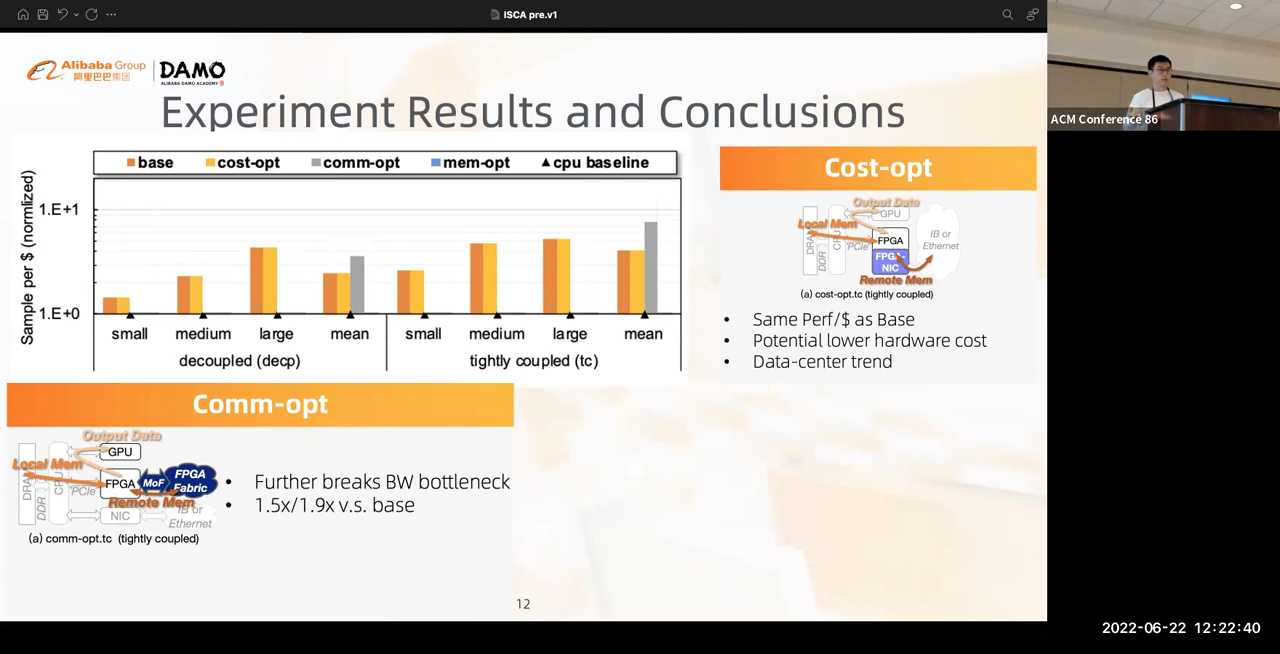 ISCA pre.v1
Alibaba Group
阿里巴巴集团
DAMO
ALIBABA DAMO ACADEMY
Experiment Results and Conclusions
base cost-opt comm-opt mem-opt cpu baseline
Sample per $ (normlized)
1.E+1
1.E+0
small medium large mean small medium large mean
decoupled (decp) tightly coupled (tc)
Cost-opt
Output Data
GPU
Local Mem
DRAM
DDR
CPU
PCIe
FPGA
FPGA-
NIC
IB or
Ethernet
Remote Mem
(a) cost-opt.tc (tightly coupled)
• Same Perf/$ as Base
• Potential lower hardware cost
• Data-center trend
Comm-opt
Output Data
GPU
Local Mem
DRAM
DDR
CPU
PCIe
FPGA
MoF
FPGA
Fabric
Remote Mem
NIC
IB or
Ethernet
(a) comm-opt.tc (tightly coupled)
• Further breaks BW bottleneck
• 1.5x/1.9x v.s. base
12
ACM Conference 86
2022-06-22 12:22:40